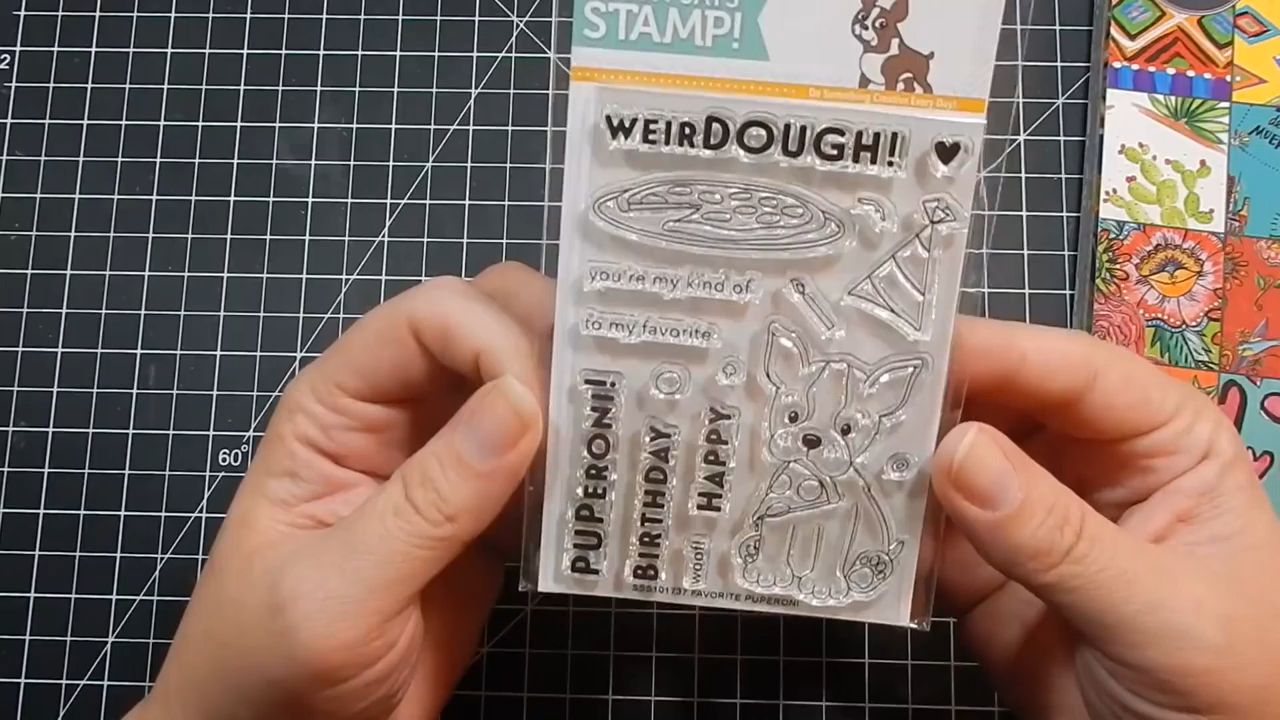 STAMP!
Do Something Creative Every Day!
weirDOUGH!
you're my kind of
to my favorite
PUPERONI!
BIRTHDAY
HAPPY
woof!
SSS101737 FAVORITE PUPERONI
2
60°